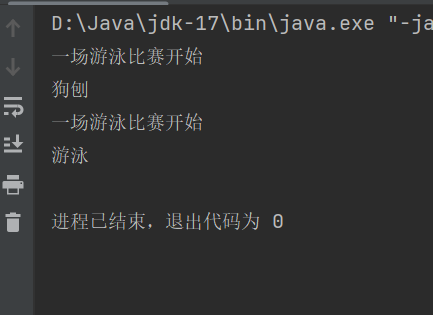 D:\Java\jdk-17\bin\java.exe "-ja
一场游泳比赛开始
狗刨
一场游泳比赛开始
游泳
进程已结束，退出代码为 0